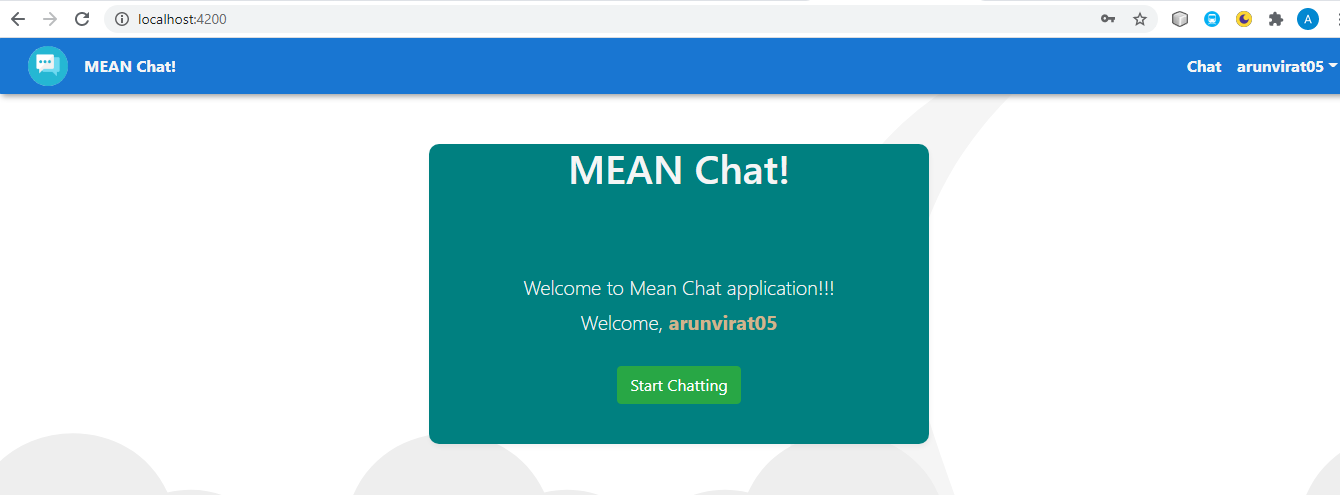 localhost:4200
A
MEAN Chat!
Chat
arunvirat05
MEAN Chat!
Welcome to Mean Chat application!!!
Welcome, arunvirat05
Start Chatting